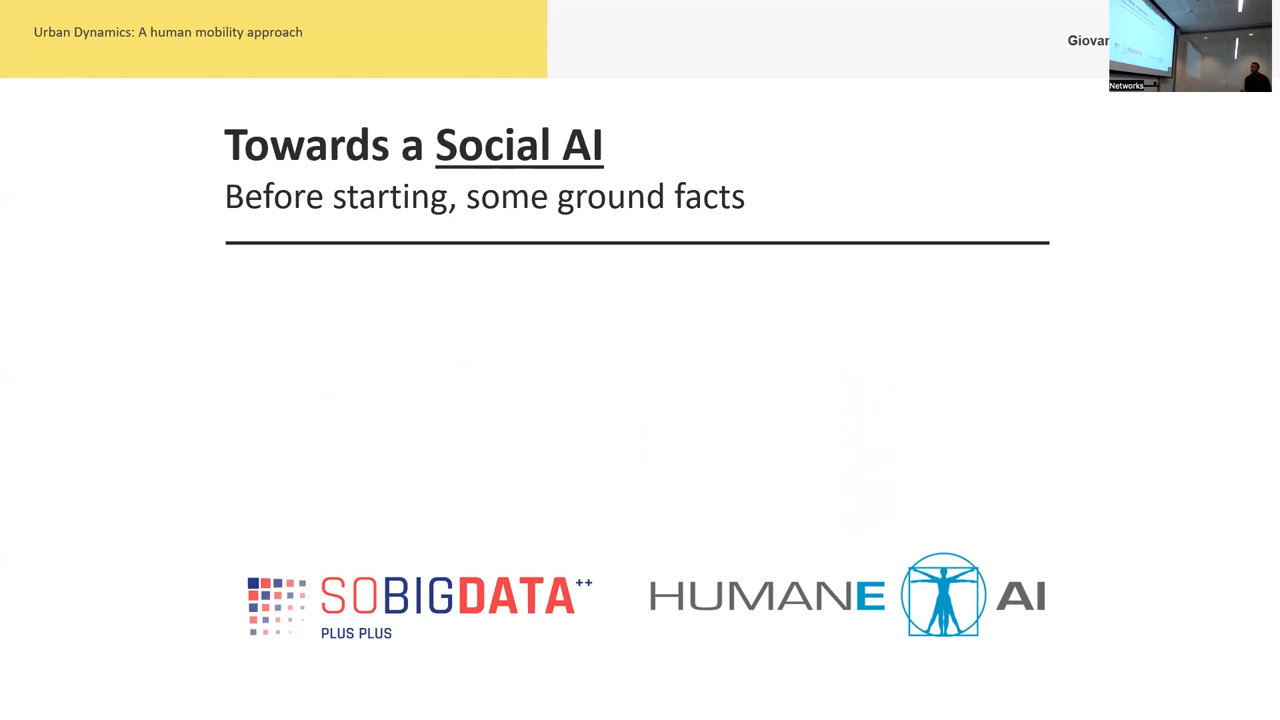 Urban Dynamics: A human mobility approach
Giovan
Networks
Towards a Social AI
Before starting, some ground facts
SOBIGDATA++
PLUS PLUS
HUMANE AI